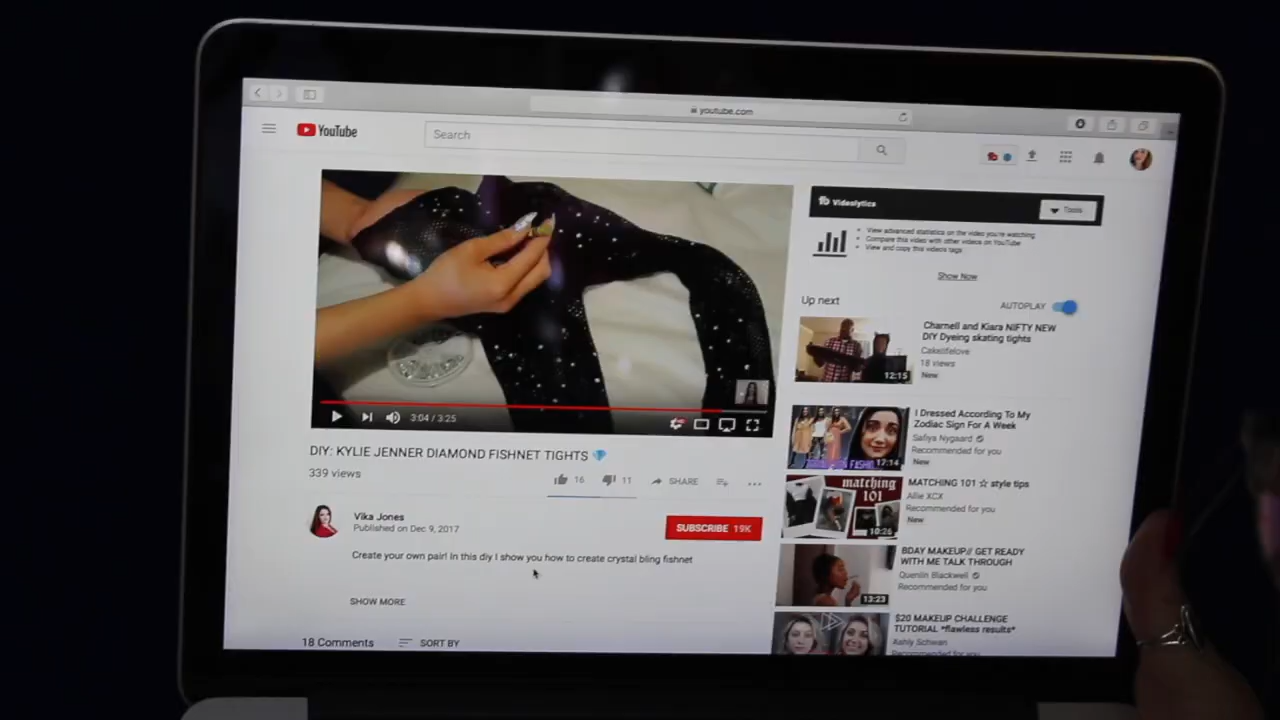 youtube.com
YouTube
Search
Videolytics
Tools
View advanced statistics on the video you're watching
Compare this video with other videos on YouTube
View and copy this video's tags
Show Now
Up next
AUTOPLAY
Charnell and Kiara NIFTY NEW
DIY Dyeing skating tights
Cakelifelove
18 views
New
12:15
I Dressed According To My
Zodiac Sign For A Week
Safiya Nygaard
Recommended for you
New
17:14
MATCHING 101 ☆ style tips
Allie XCX
Recommended for you
New
matching
101
10:26
BDAY MAKEUP// GET READY
WITH ME TALK THROUGH
Quenlin Blackwell
Recommended for you
13:23
$20 MAKEUP CHALLENGE
TUTORIAL *flawless results*
Ashly Schwan
Recommended for you
3:04 / 3:25
DIY: KYLIE JENNER DIAMOND FISHNET TIGHTS 💎
339 views
16
11
SHARE
Vika Jones
Published on Dec 9, 2017
SUBSCRIBE 19K
Create your own pair! In this diy I show you how to create crystal bling fishnet
SHOW MORE
18 Comments
SORT BY